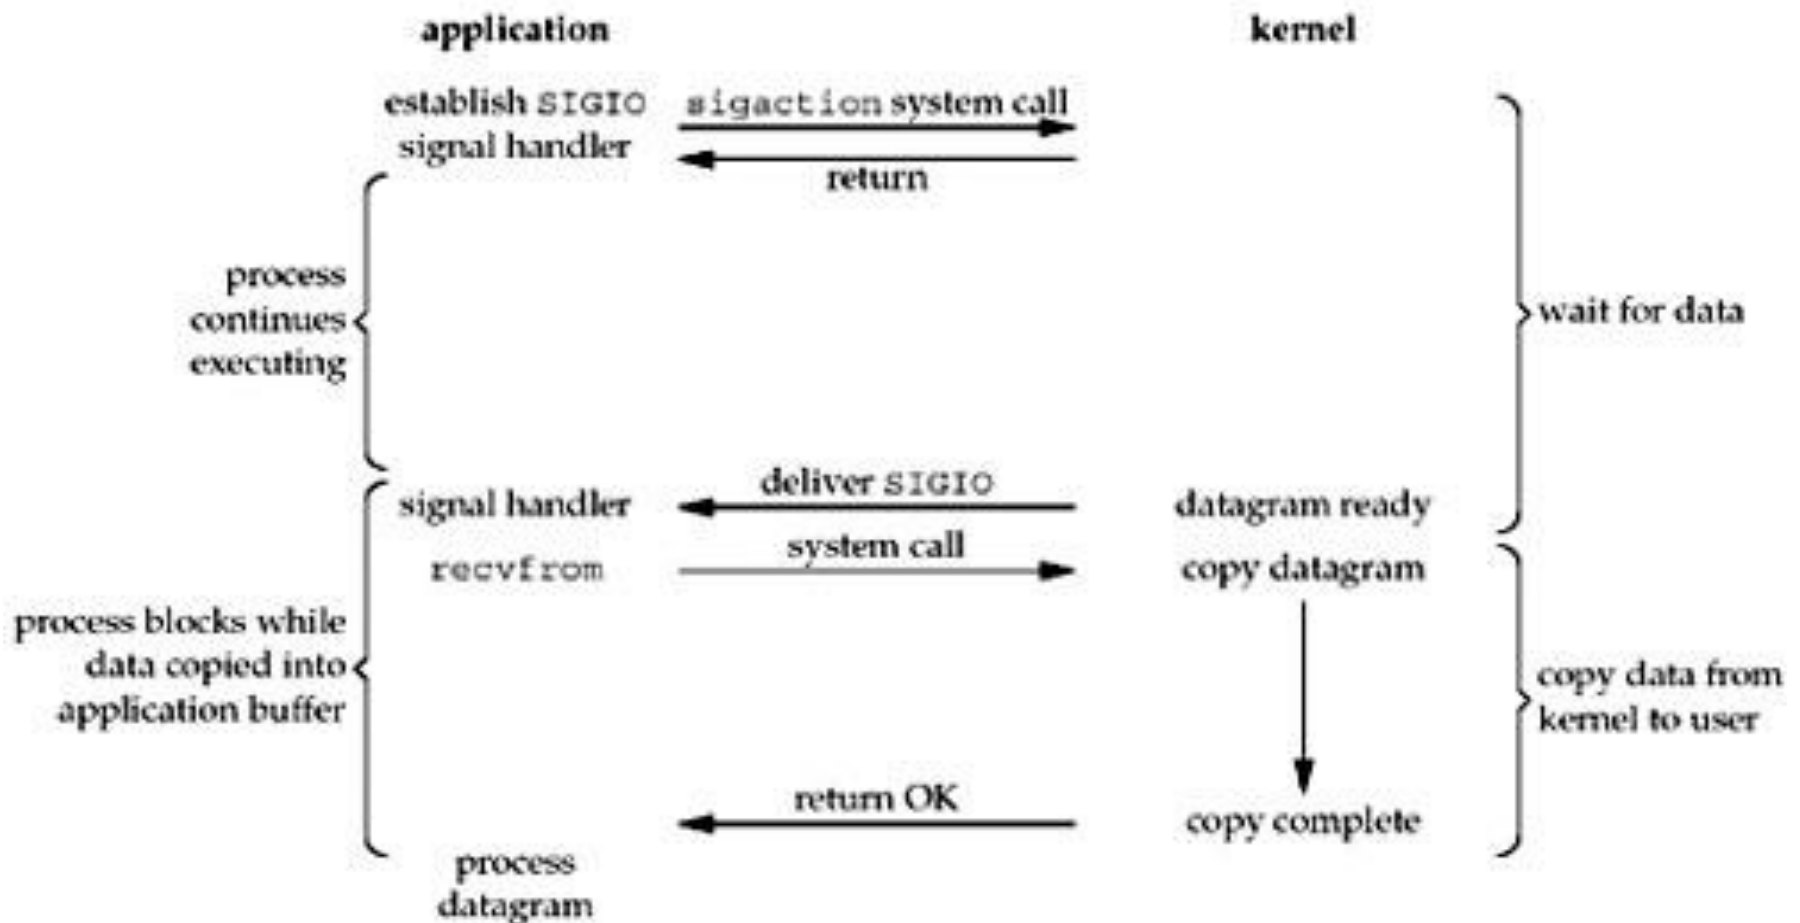 application
kernel
establish SIGIO
signal handler
sigaction system call
return
process
continues
executing
wait for data
signal handler
deliver SIGIO
datagram ready
recvfrom
system call
copy datagram
process blocks while
data copied into
application buffer
copy data from
kernel to user
return OK
copy complete
process
datagram